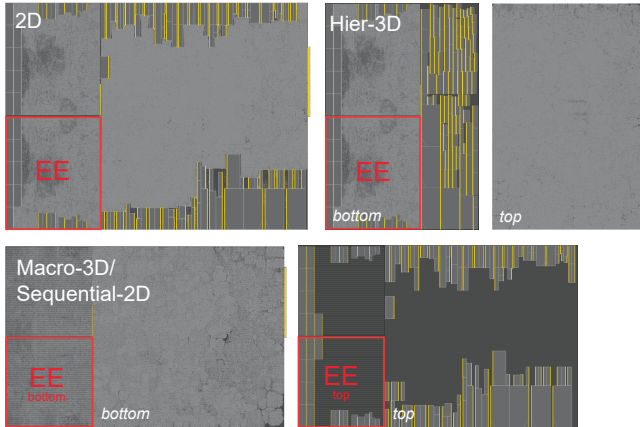 2D
EE
Hier-3D
EE
bottom
top
Macro-3D/
Sequential-2D
EE
bottom
bottom
EE
top
top